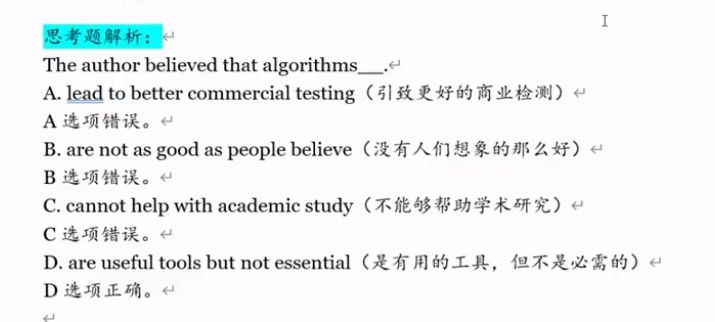 思考题解析：
The author believed that algorithms__.
A. lead to better commercial testing（引致更好的商业检测）
A 选项错误。
B. are not as good as people believe（没有人们想象的那么好）
B 选项错误。
C. cannot help with academic study（不能够帮助学术研究）
C 选项错误。
D. are useful tools but not essential（是有用的工具，但不是必需的）
D 选项正确。